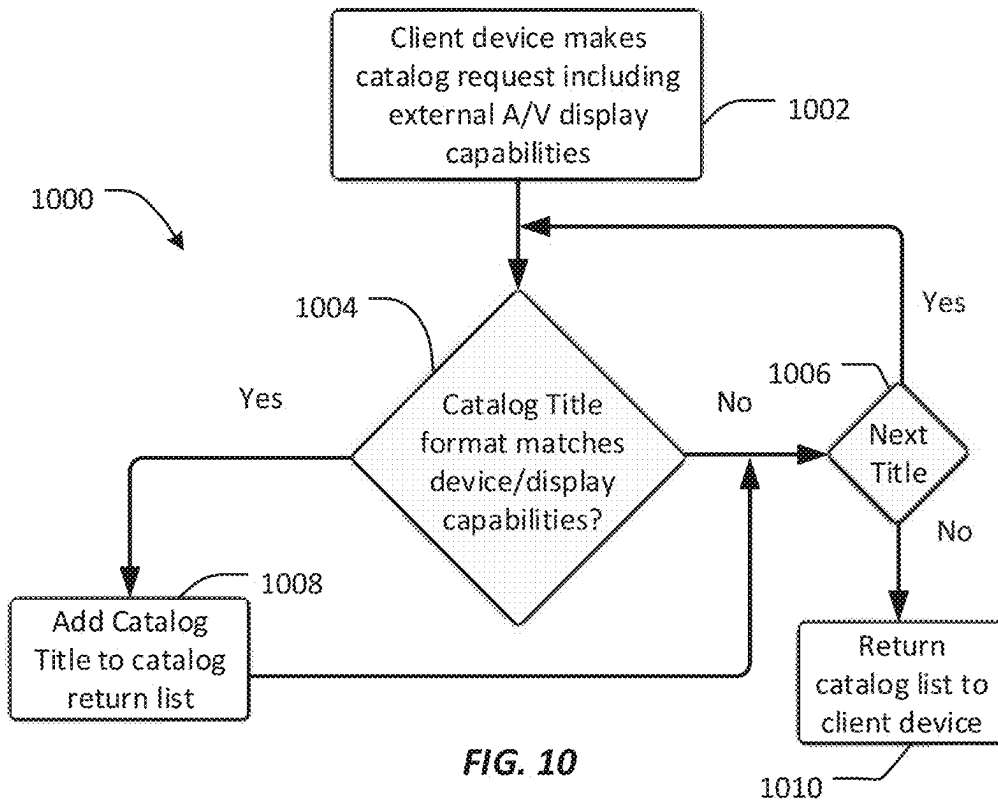 Client device makes
catalog request including
external A/V display
capabilities
1002
1000
1004
Yes
1006
Yes
Catalog Title
format matches
device/display
capabilities?
No
Next
Title
No
1008
Add Catalog
Title to catalog
return list
Return
catalog list to
client device
FIG. 10
1010